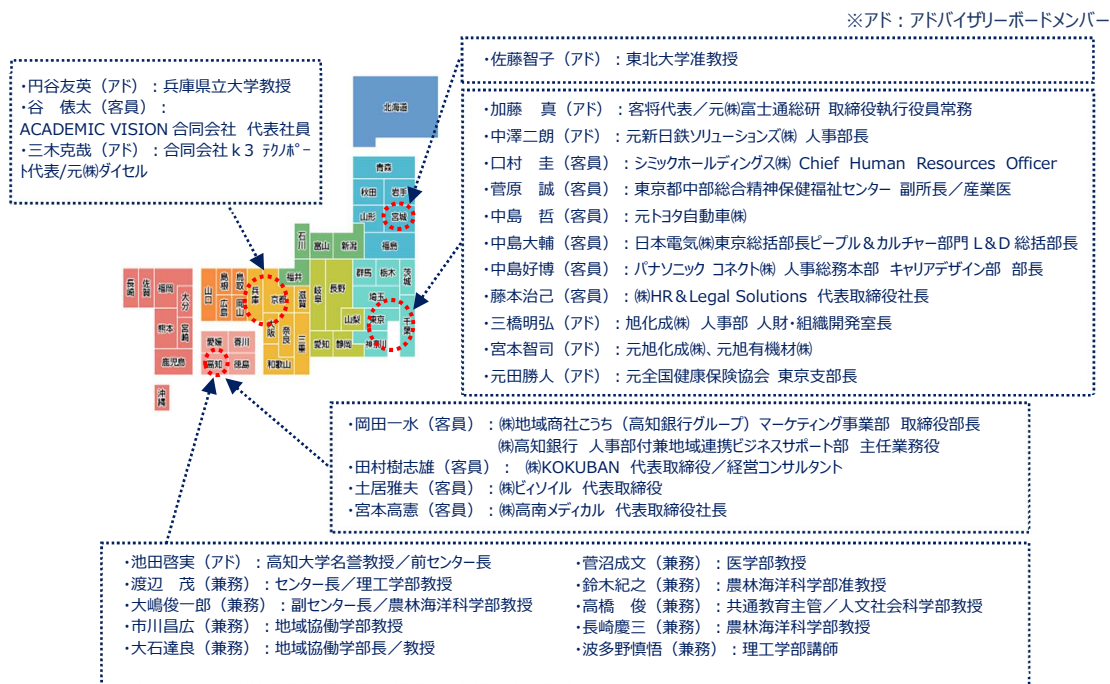 ※アド：アドバイザリーボードメンバー
・佐藤智子（アド）：東北大学准教授
・円谷友英（アド）：兵庫県立大学教授
・谷　俵太（客員）：
ACADEMIC VISION 合同会社 代表社員
・三木克哉（アド）：合同会社ｋ３ ﾃｸﾉﾎﾟｰ
ﾄ代表/元㈱ダイセル
・加藤　真（アド）：客将代表／元㈱富士通総研 取締役執行役員常務
・中澤二朗（アド）：元新日鉄ソリューションズ㈱ 人事部長
・口村　圭（客員）：シミックホールディングス㈱ Chief Human Resources Officer
・菅原　誠（客員）：東京都中部総合精神保健福祉センター 副所長／産業医
・中島　哲（客員）：元トヨタ自動車㈱
・中島大輔（客員）：日本電気㈱東京総括部長ピープル＆カルチャー部門 L＆D 総括部長
・中島好博（客員）：パナソニック コネクト㈱ 人事総務本部 キャリアデザイン部 部長
・藤本治己（客員）：㈱HR＆Legal Solutions 代表取締役社長
・三橋明弘（アド）：旭化成㈱ 人事部 人財・組織開発室長
・宮本智司（アド）：元旭化成㈱、元旭有機材㈱
・元田勝人（アド）：元全国健康保険協会 東京支部長
北海道
青森
秋田 岩手
山形 宮城
福島
石川
富山 新潟
福井
岐阜
長野
群馬 栃木
茨城
埼玉
山梨
東京
千葉
神奈川
愛知 静岡
滋賀
京都
兵庫
大阪
奈良
三重
和歌山
鳥取
島根
岡山
広島
山口
愛媛 香川
高知 徳島
長崎
佐賀
福岡
大分
熊本
宮崎
鹿児島
沖縄
・岡田一水（客員）：㈱地域商社こうち（高知銀行グループ）マーケティング事業部 取締役部長
㈱高知銀行 人事部付兼地域連携ビジネスサポート部 主任業務役
・田村樹志雄（客員）： ㈱KOKUBAN 代表取締役／経営コンサルタント
・土居雅夫（客員）：㈱ビィソイル 代表取締役
・宮本高憲（客員）：㈱高南メディカル 代表取締役社長
・池田啓実（アド）：高知大学名誉教授／前センター長
・渡辺　茂（兼務）：センター長／理工学部教授
・大嶋俊一郎（兼務）：副センター長／農林海洋科学部教授
・市川昌広（兼務）：地域協働学部教授
・大石達良（兼務）：地域協働学部長／教授
・菅沼成文（兼務）：医学部教授
・鈴木紀之（兼務）：農林海洋科学部准教授
・高橋　俊（兼務）：共通教育主管／人文社会科学部教授
・長崎慶三（兼務）：農林海洋科学部教授
・波多野慎悟（兼務）：理工学部講師